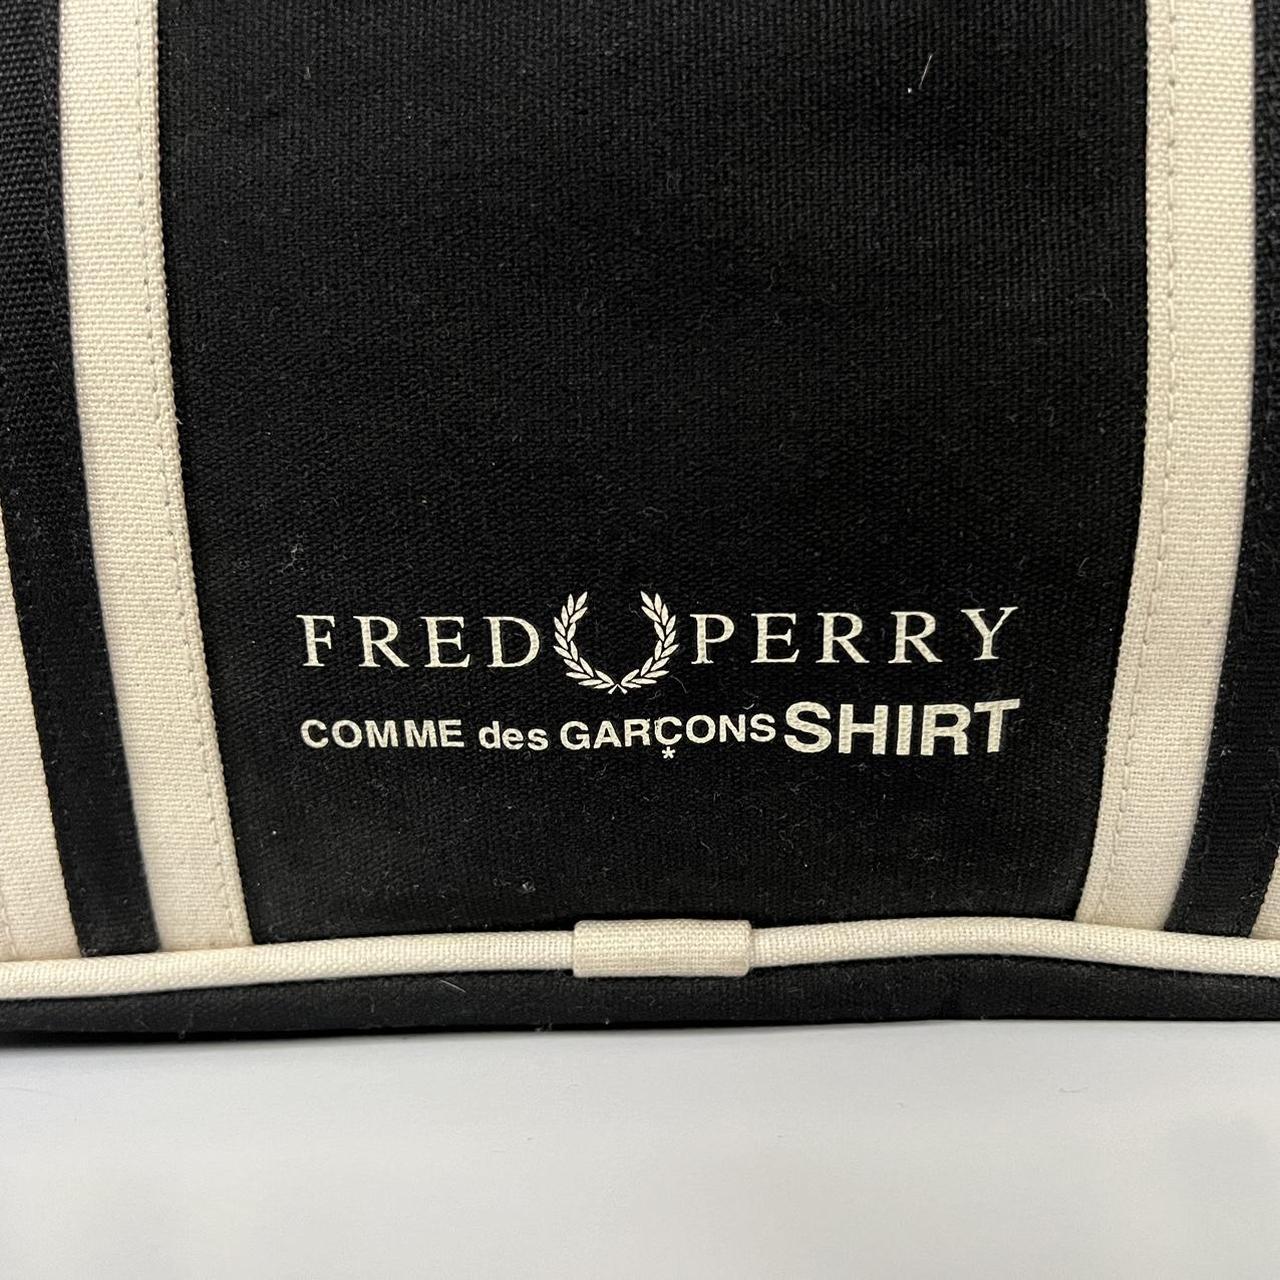 FRED PERRY
COMME des GARÇONS SHIRT
*